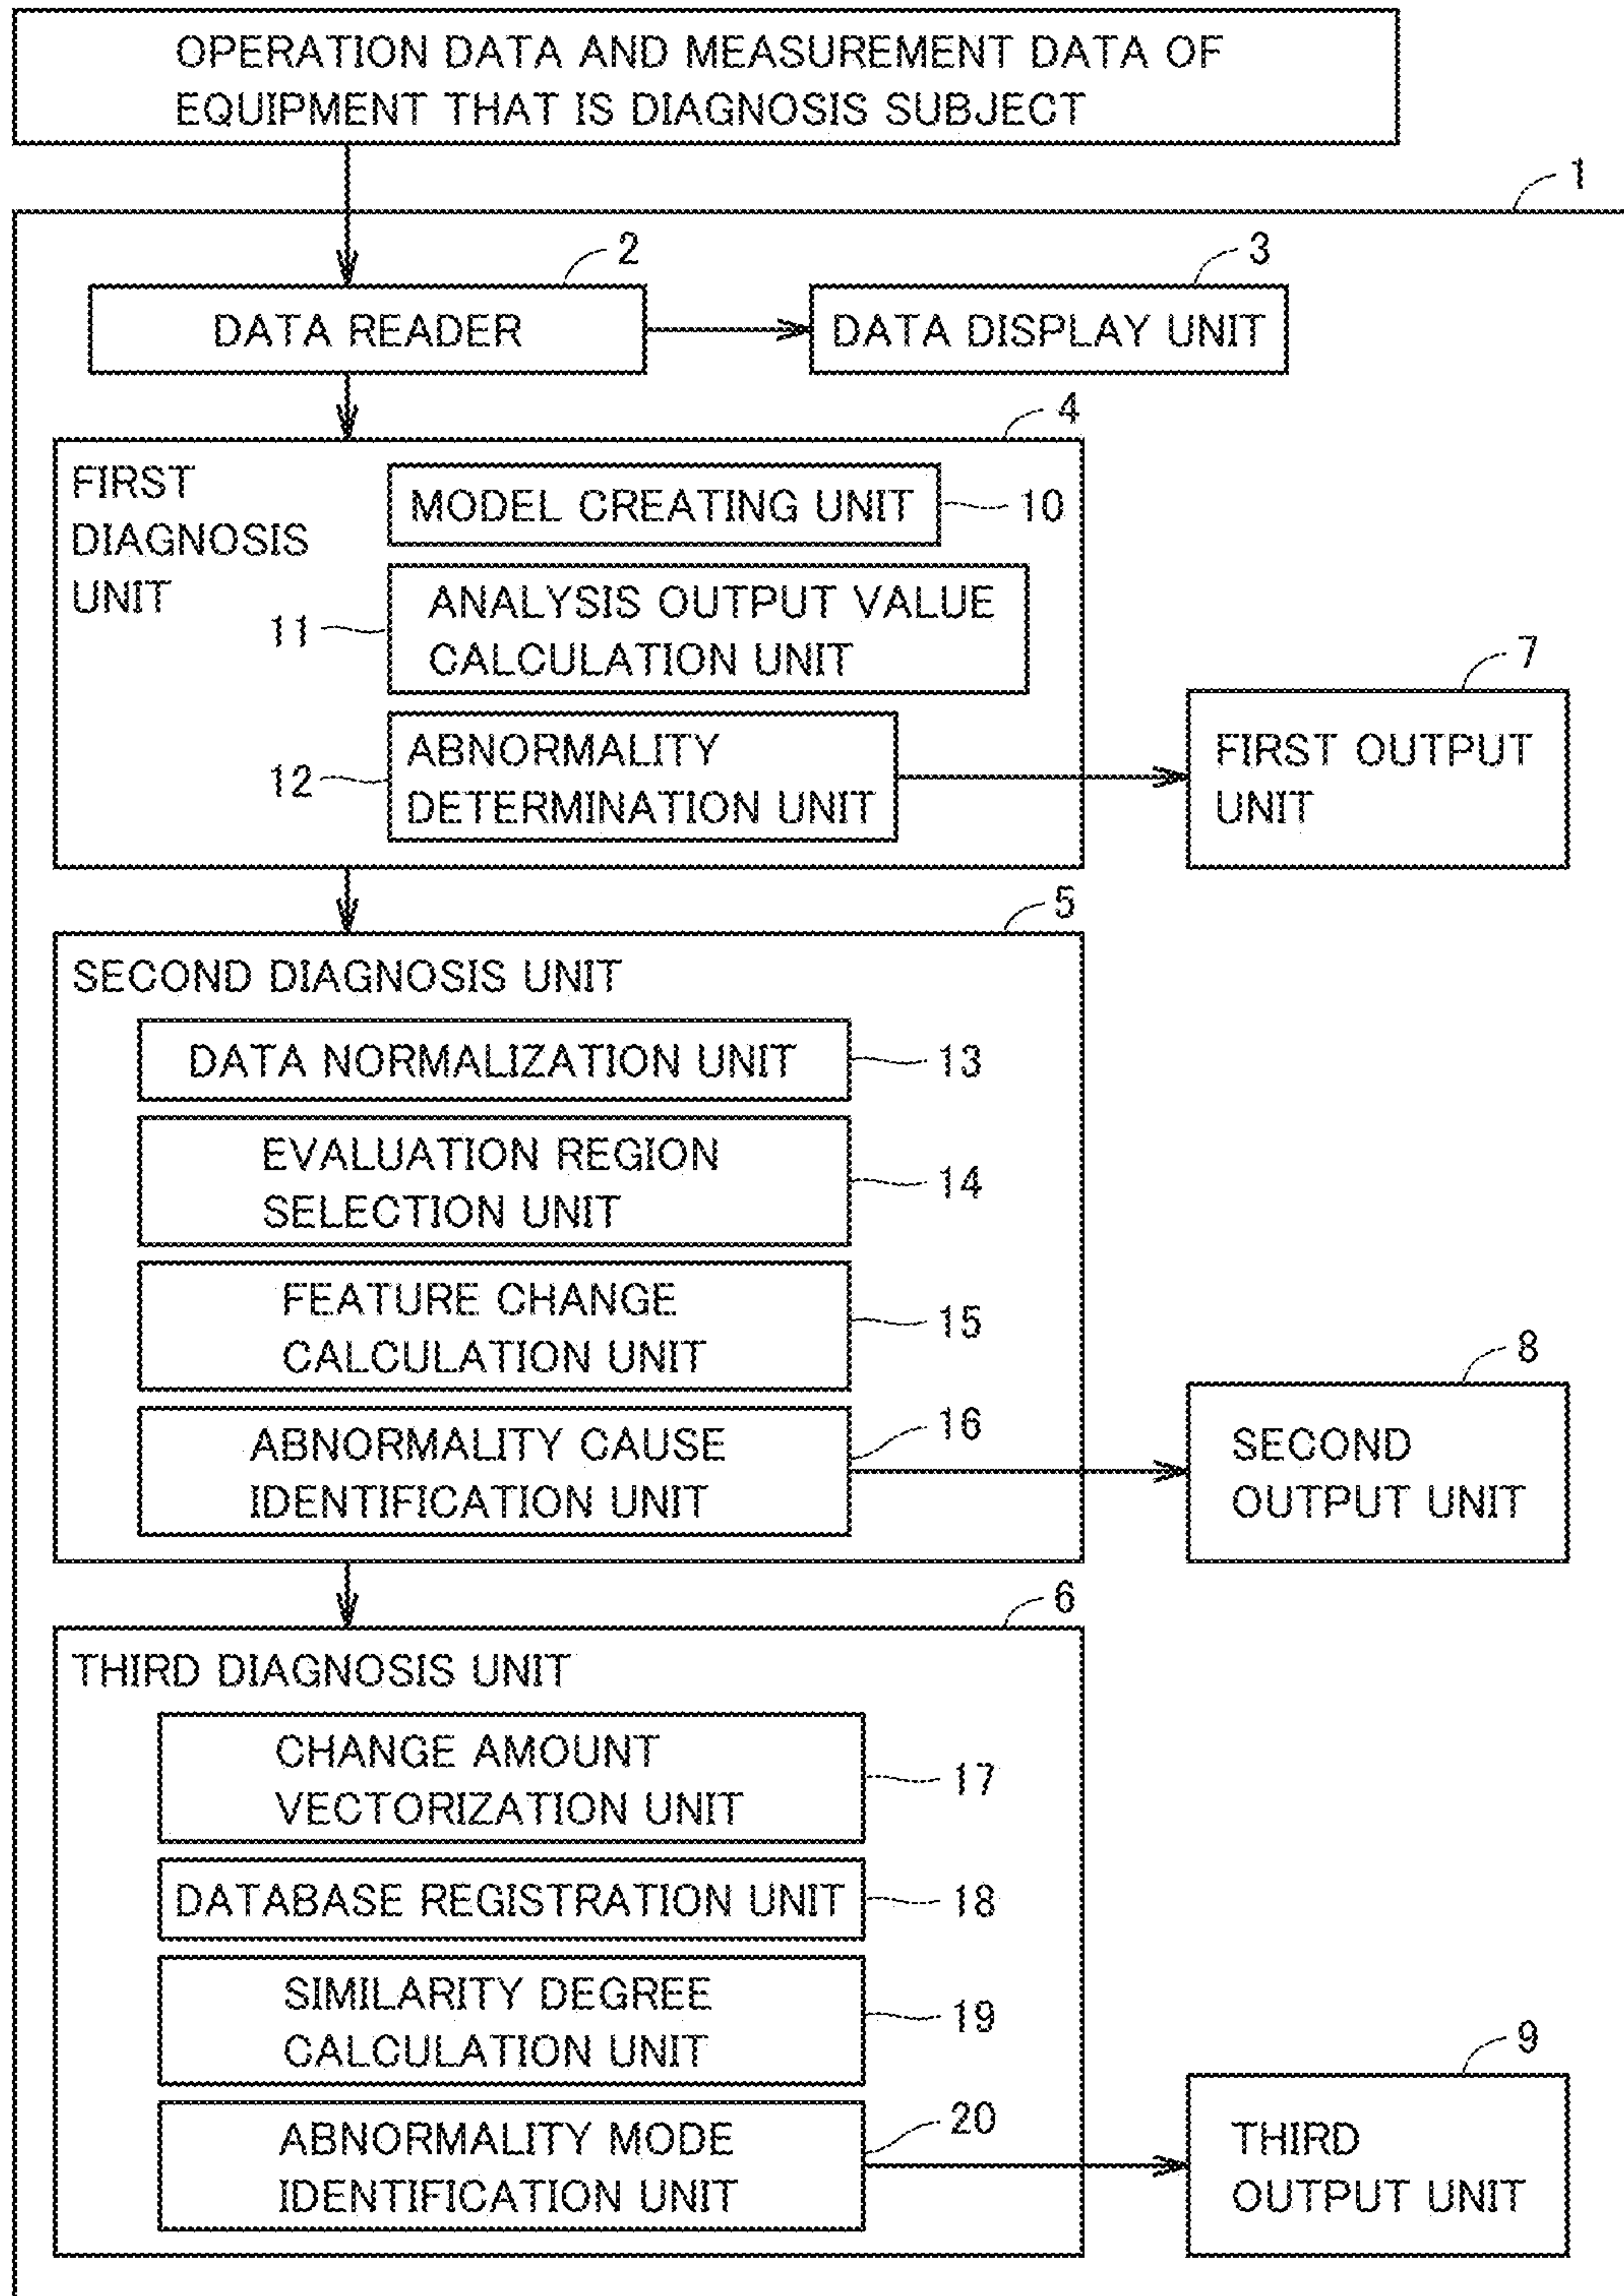 OPERATION DATA AND MEASUREMENT DATA OF
EQUIPMENT THAT IS DIAGNOSIS SUBJECT
1
2
3
DATA READER
DATA DISPLAY UNIT
4
FIRST
DIAGNOSIS
UNIT
MODEL CREATING UNIT
10
11
ANALYSIS OUTPUT VALUE
CALCULATION UNIT
12
ABNORMALITY
DETERMINATION UNIT
7
FIRST OUTPUT
UNIT
5
SECOND DIAGNOSIS UNIT
DATA NORMALIZATION UNIT
13
EVALUATION REGION
SELECTION UNIT
14
FEATURE CHANGE
CALCULATION UNIT
15
ABNORMALITY CAUSE
IDENTIFICATION UNIT
16
8
SECOND
OUTPUT UNIT
6
THIRD DIAGNOSIS UNIT
CHANGE AMOUNT
VECTORIZATION UNIT
17
DATABASE REGISTRATION UNIT
18
SIMILARITY DEGREE
CALCULATION UNIT
19
ABNORMALITY MODE
IDENTIFICATION UNIT
20
9
THIRD
OUTPUT UNIT